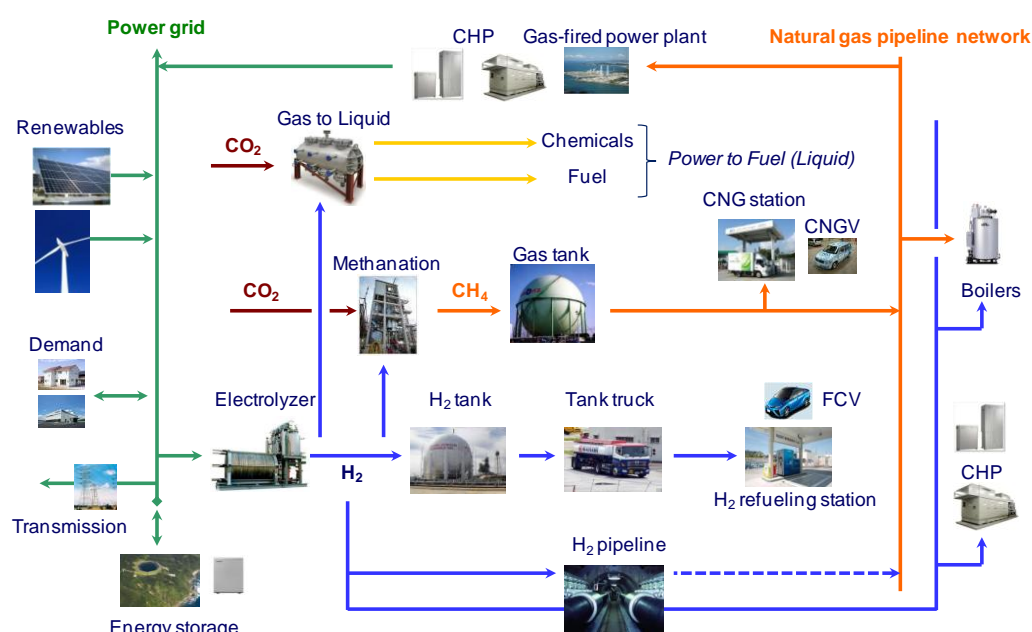 Power grid
CHP
Gas-fired power plant
Natural gas pipeline network
Renewables
Gas to Liquid
CO₂
Chemicals
Fuel
Power to Fuel (Liquid)
CNG station
CNGV
Methanation
CO₂
CH₄
Gas tank
Boilers
Demand
Electrolyzer
H₂ tank
Tank truck
FCV
H₂
H₂ refueling station
CHP
Transmission
H₂ pipeline
Energy storage